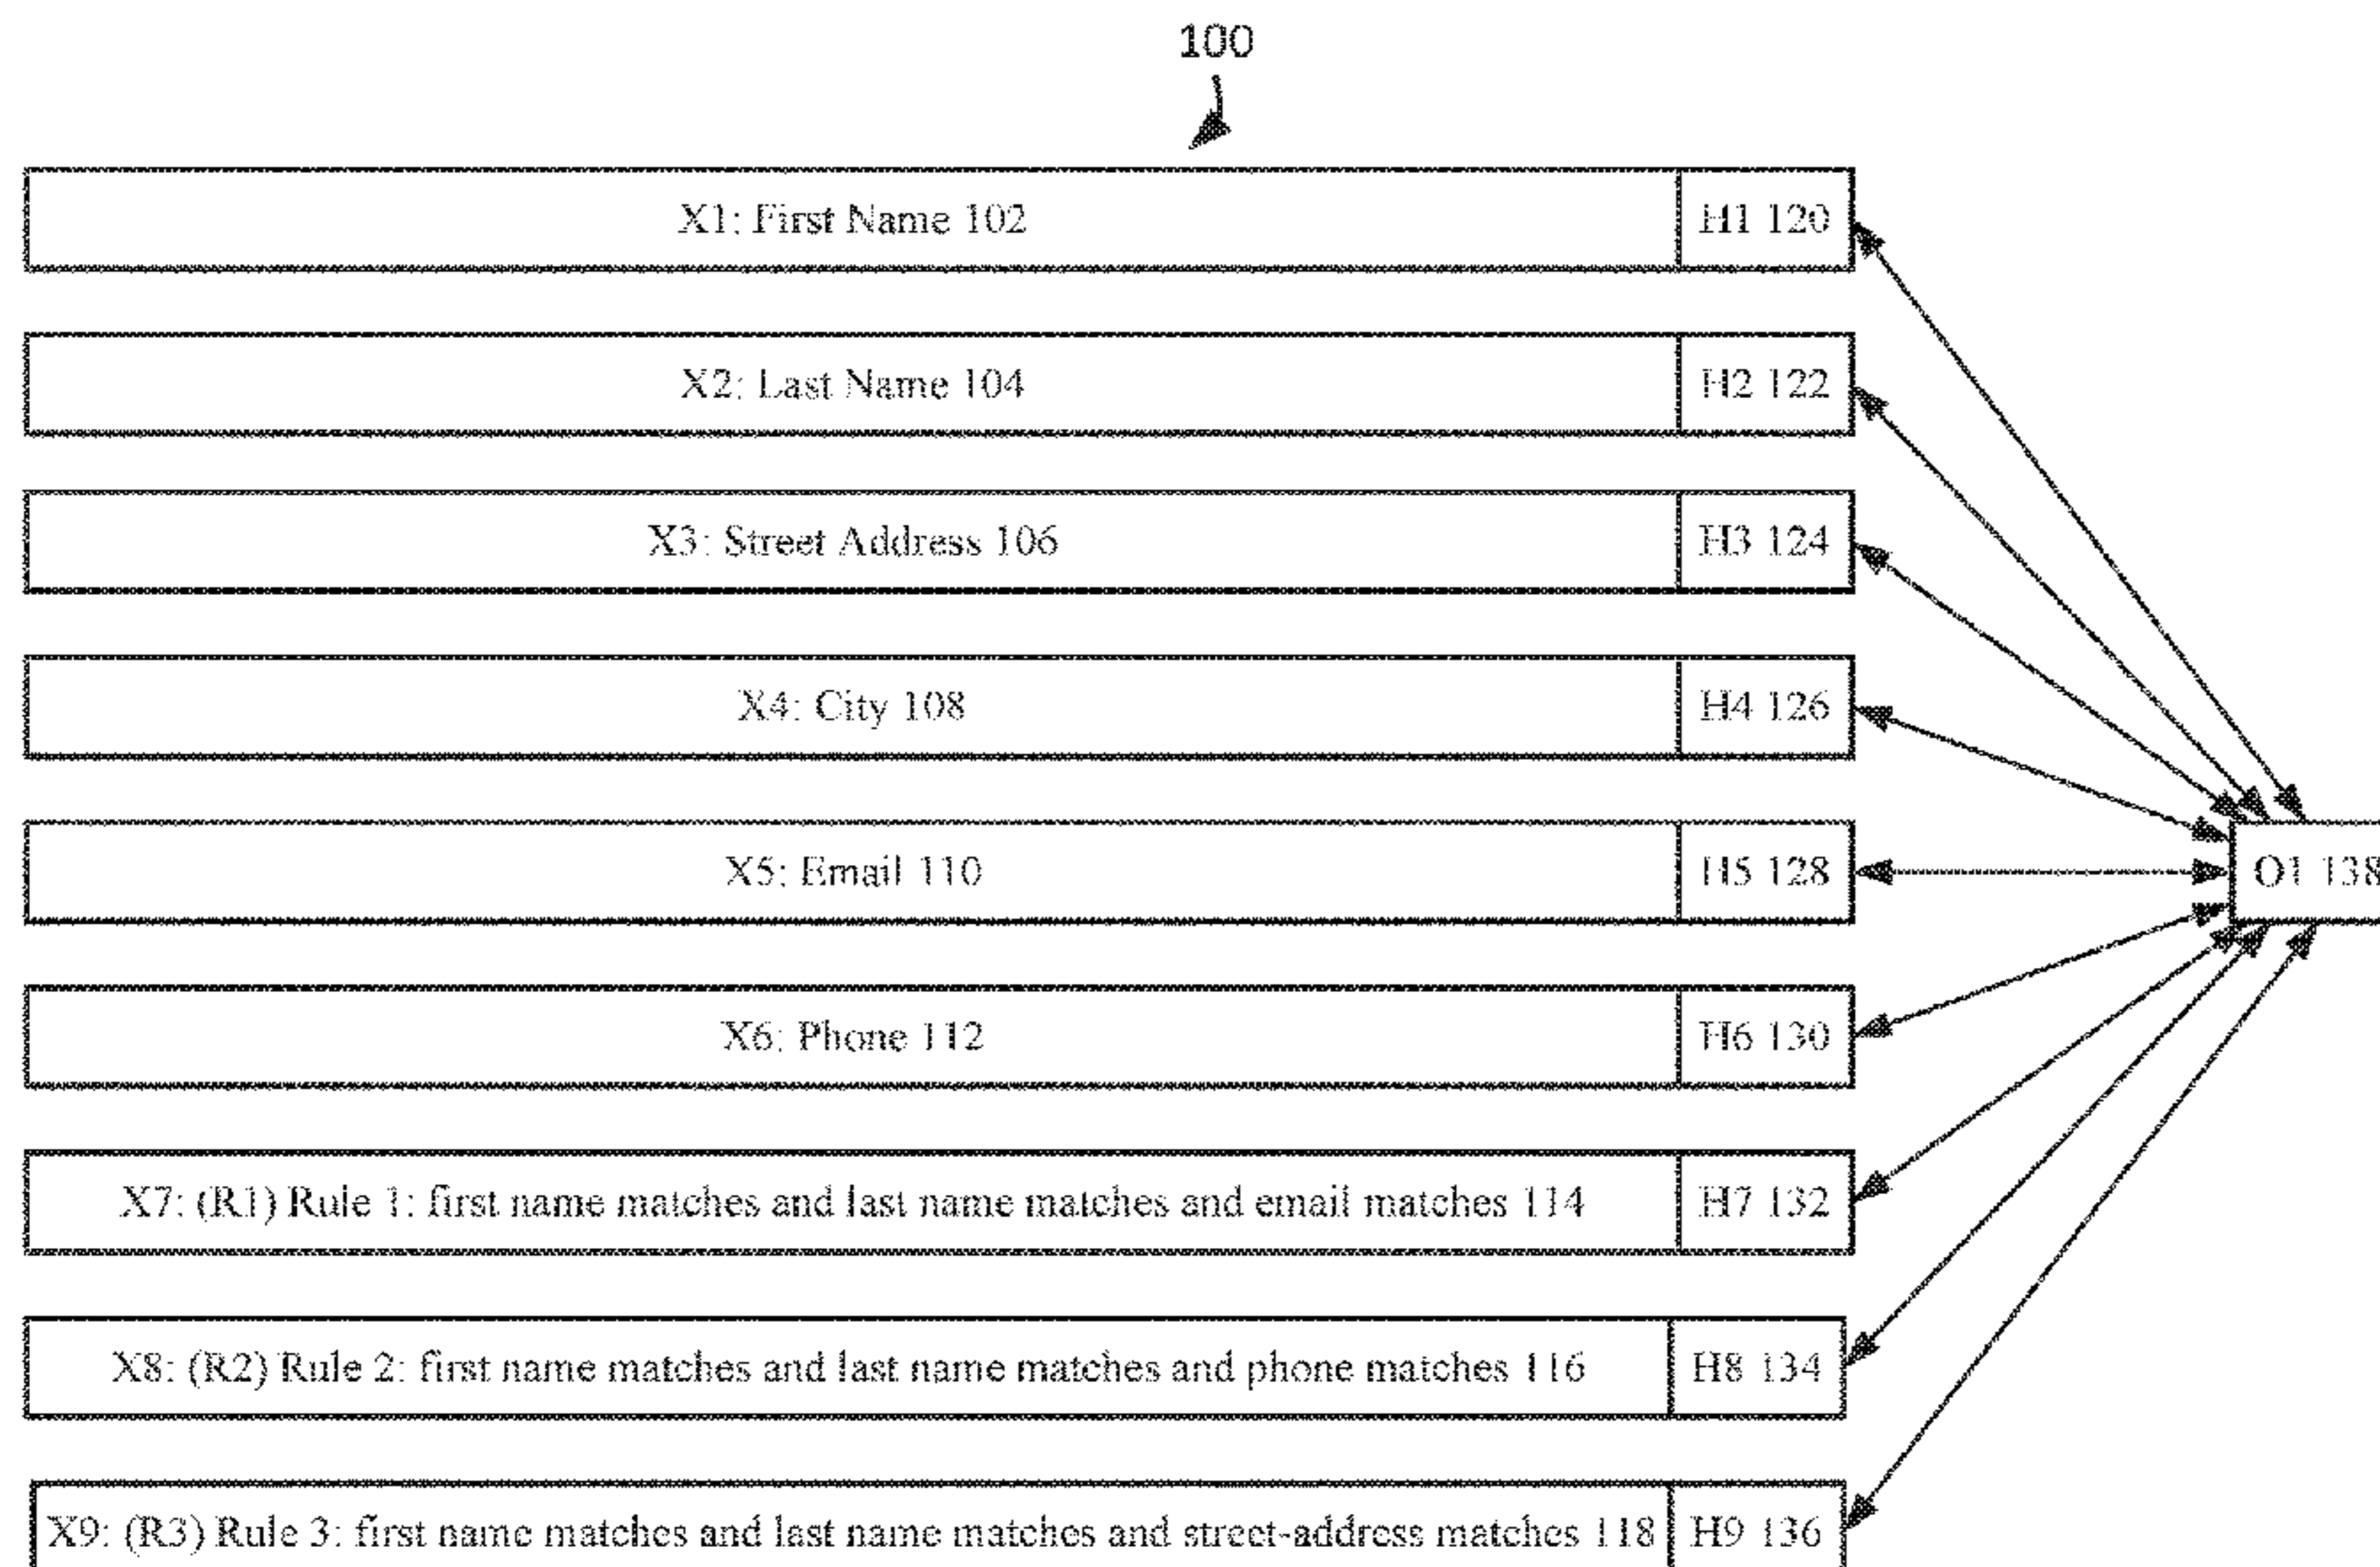 100
X1: First Name 102 H1 120
X2: Last Name 104 H2 122
X3: Street Address 106 H3 124
X4: City 108 H4 126
X5: Email 110 H5 128
O1 138
X6: Phone 112 H6 130
X7: (R1) Rule 1: first name matches and last name matches and email matches 114 H7 132
X8: (R2) Rule 2: first name matches and last name matches and phone matches 116 H8 134
X9: (R3) Rule 3: first name matches and last name matches and street-address matches 118 H9 136